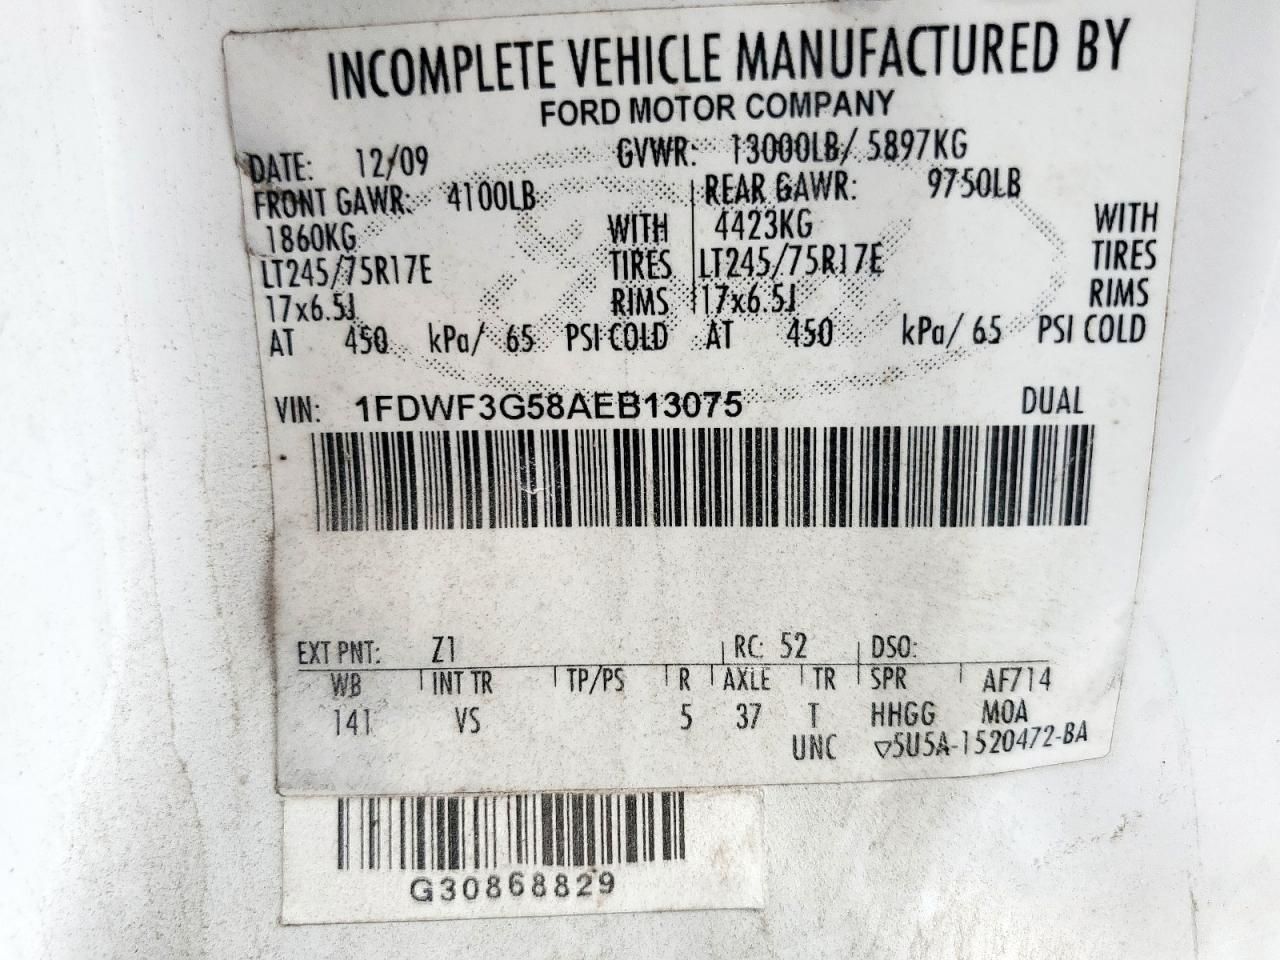 INCOMPLETE VEHICLE MANUFACTURED BY
FORD MOTOR COMPANY
DATE: 12/09 GVWR: 13000LB/ 5897KG
FRONT GAWR: 4100LB REAR GAWR: 9750LB
1860KG WITH 4423KG WITH
LT245/75R17E TIRES LT245/75R17E TIRES
17x6.5J RIMS 17x6.5J RIMS
AT 450 kPa/ 65 PSI COLD AT 450 kPa/ 65 PSI COLD
VIN: 1FDWF3G58AEB13075 DUAL
EXT PNT: Z1 RC: 52 DSO:
WB INT TR TP/PS R AXLE TR SPR AF714
141 VS 5 37 T HHGG MOA
UNC ▽5U5A-1520472-BA
G30868829